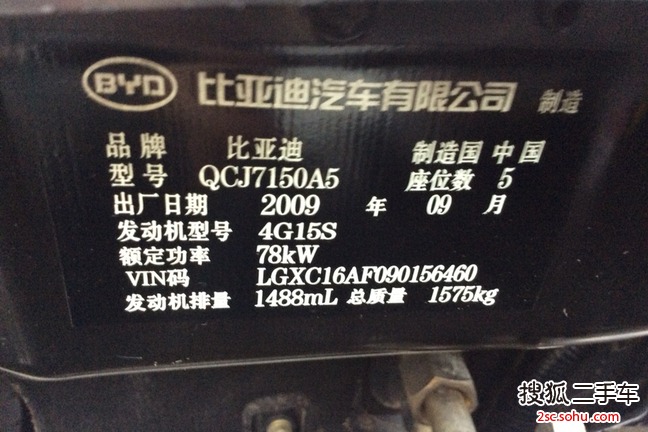 BYD 比亚迪汽车有限公司 制造
品牌 比亚迪 制造国 中国
型号 QCJ7150A5 座位数 5
出厂日期 2009 年 09 月
发动机型号 4G15S
额定功率 78kW
VIN码 LGXC16AF090156460
发动机排量 1488mL 总质量 1575kg
搜狐二手车
2sc.sohu.com